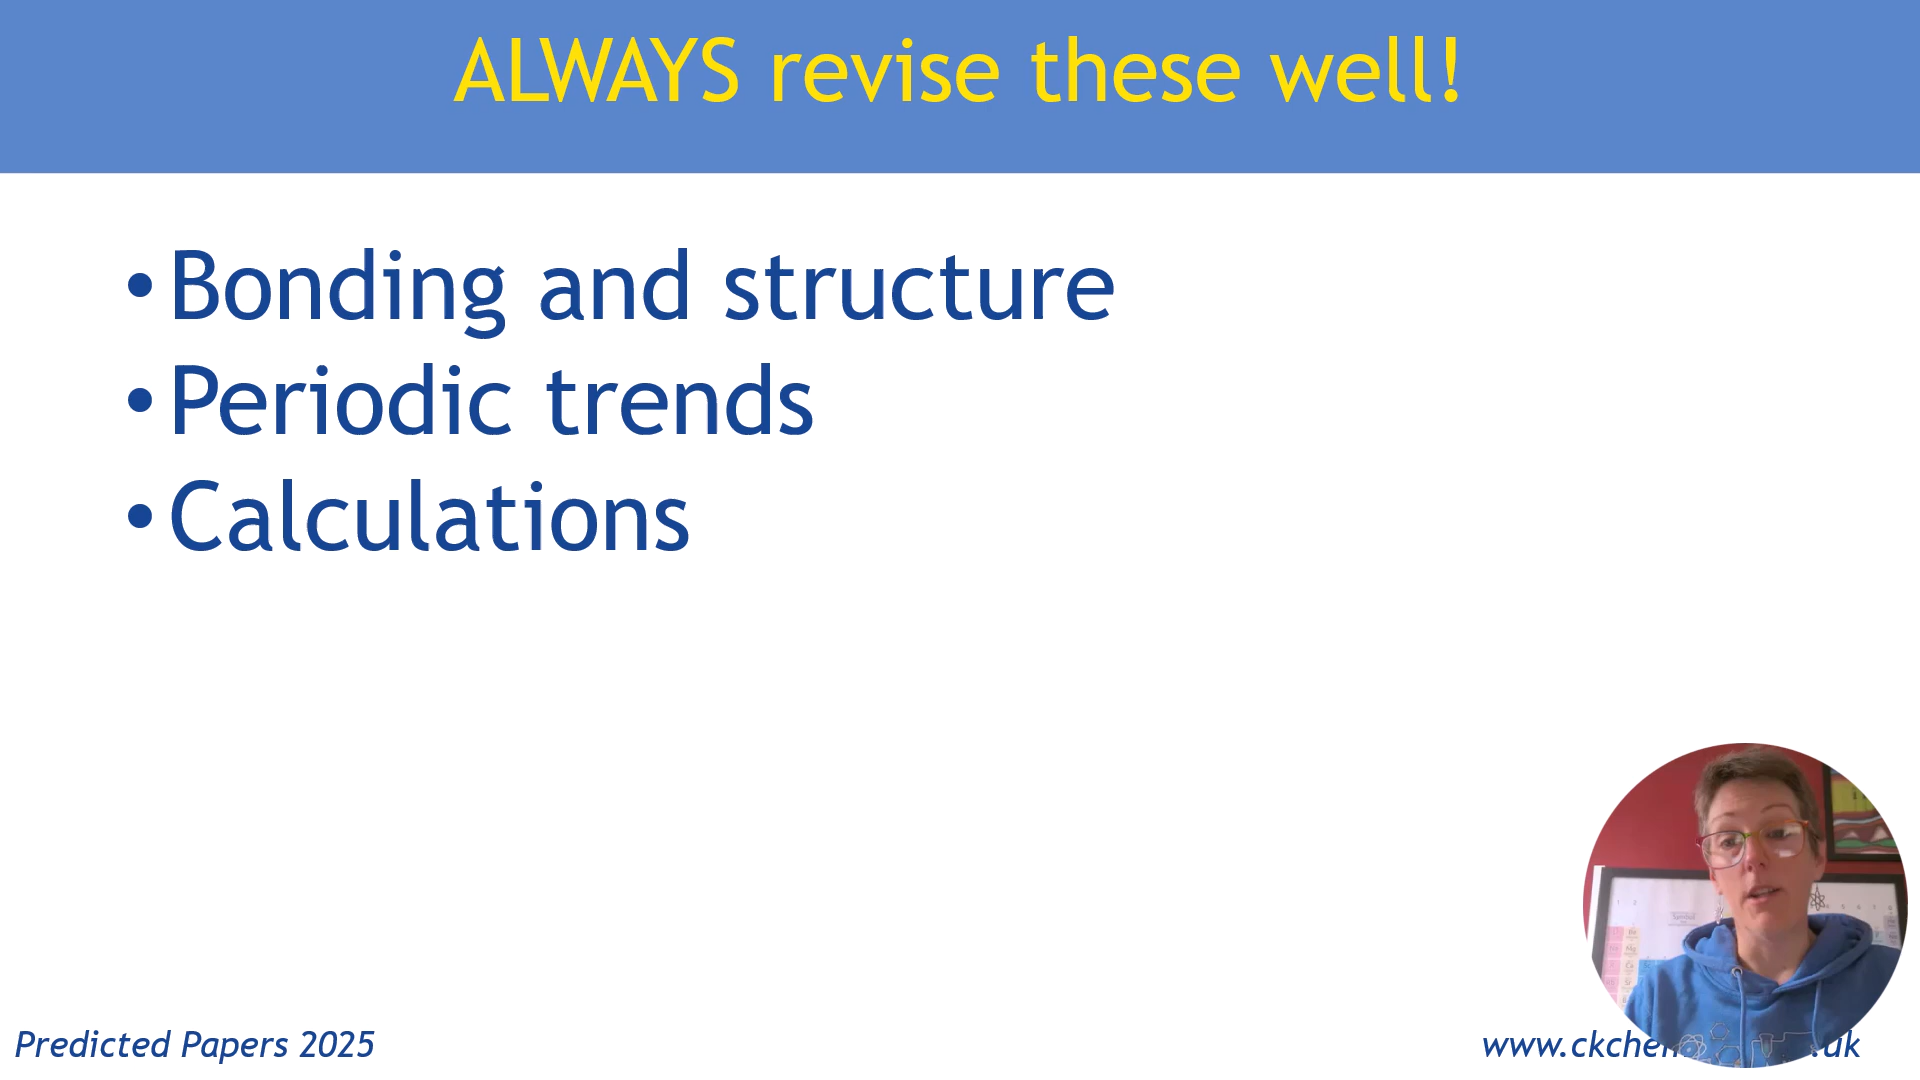 ALWAYS revise these well!
•Bonding and structure
•Periodic trends
•Calculations
Predicted Papers 2025